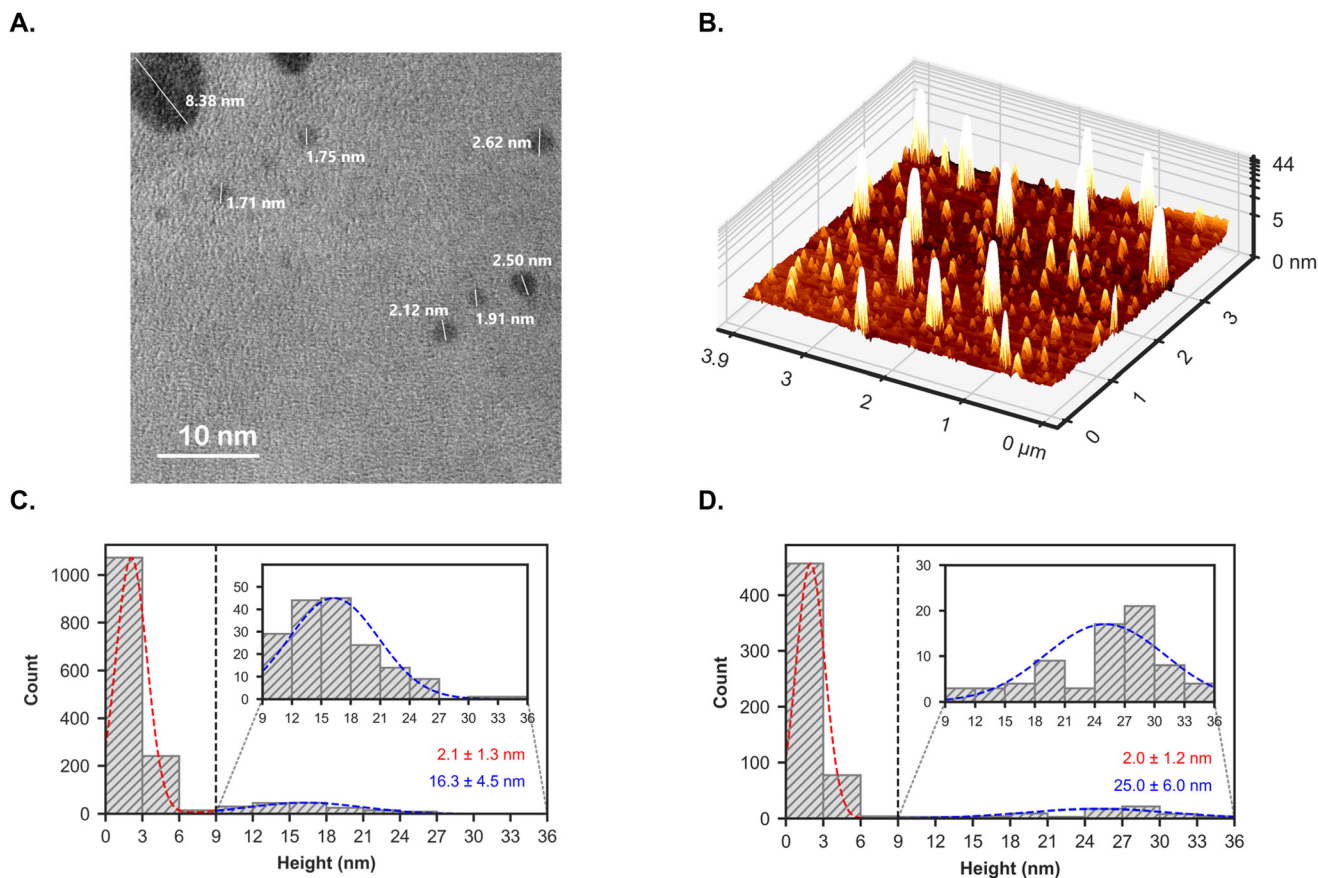 A.
B.
8.38 nm
1.75 nm
2.62 nm
1.71 nm
2.50 nm
2.12 nm
1.91 nm
10 nm
44
5
0 nm
3.9
3
2
1
0 µm
0
1
2
3
C.
D.
Count
1000
800
600
400
200
0
50
40
30
20
10
0
9 12 15 18 21 24 27 30 33 36
2.1 ± 1.3 nm
16.3 ± 4.5 nm
0 3 6 9 12 15 18 21 24 27 30 33 36
Height (nm)
Count
400
300
200
100
0
30
20
10
0
9 12 15 18 21 24 27 30 33 36
2.0 ± 1.2 nm
25.0 ± 6.0 nm
0 3 6 9 12 15 18 21 24 27 30 33 36
Height (nm)